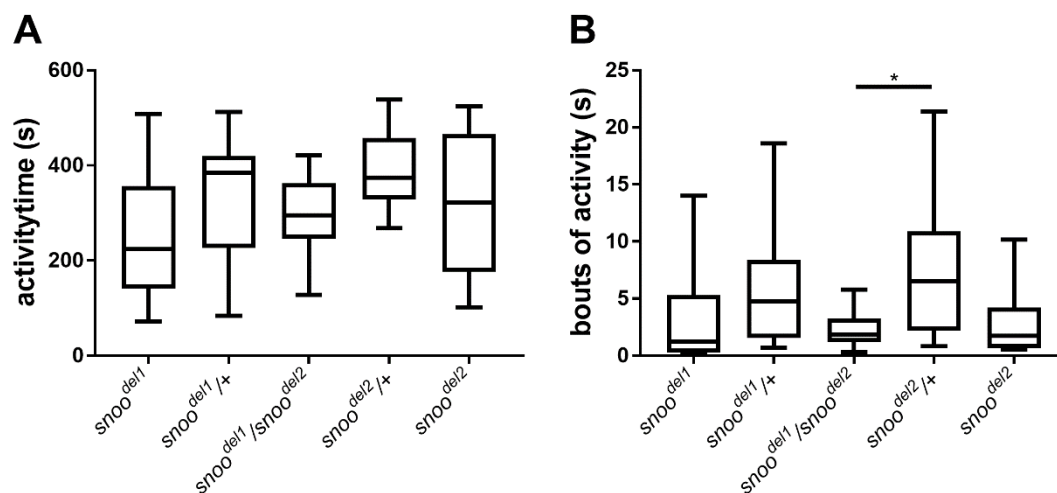 A
activitytime (s)
600
400
200
0
snoo^del1
snoo^del1/+
snoo^del1/snoo^del2
snoo^del2/+
snoo^del2
B
bouts of activity (s)
25
20
15
10
5
0
*
snoo^del1
snoo^del1/+
snoo^del1/snoo^del2
snoo^del2/+
snoo^del2